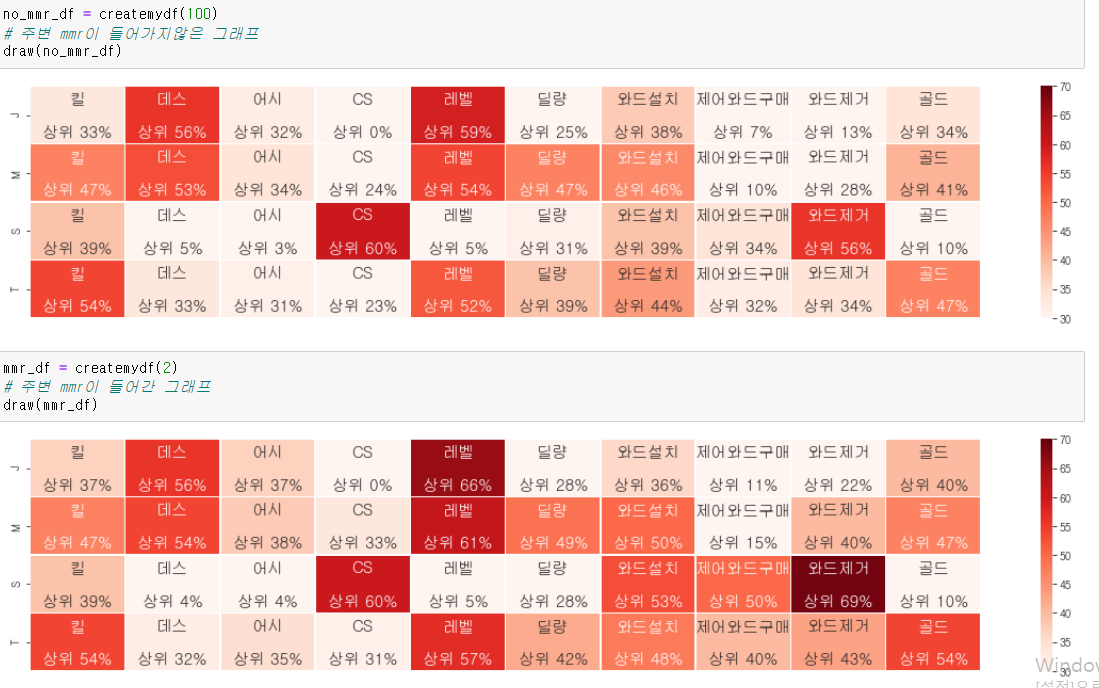 no_mmr_df = createmydf(100)
# 주변 mmr이 들어가지않은 그래프
draw(no_mmr_df)
킬 데스 어시 CS 레벨 딜량 와드설치 제어와드구매 와드제거 골드
J 상위 33% 상위 56% 상위 32% 상위 0% 상위 59% 상위 25% 상위 38% 상위 7% 상위 13% 상위 34%
킬 데스 어시 CS 레벨 딜량 와드설치 제어와드구매 와드제거 골드
M 상위 47% 상위 53% 상위 34% 상위 24% 상위 54% 상위 47% 상위 46% 상위 10% 상위 28% 상위 41%
킬 데스 어시 CS 레벨 딜량 와드설치 제어와드구매 와드제거 골드
S 상위 39% 상위 5% 상위 3% 상위 60% 상위 5% 상위 31% 상위 39% 상위 34% 상위 56% 상위 10%
킬 데스 어시 CS 레벨 딜량 와드설치 제어와드구매 와드제거 골드
T 상위 54% 상위 33% 상위 31% 상위 23% 상위 52% 상위 39% 상위 44% 상위 32% 상위 34% 상위 47%
70
65
60
55
50
45
40
35
30
mmr_df = createmydf(2)
# 주변 mmr이 들어간 그래프
draw(mmr_df)
킬 데스 어시 CS 레벨 딜량 와드설치 제어와드구매 와드제거 골드
J 상위 37% 상위 56% 상위 37% 상위 0% 상위 66% 상위 28% 상위 36% 상위 11% 상위 22% 상위 40%
킬 데스 어시 CS 레벨 딜량 와드설치 제어와드구매 와드제거 골드
M 상위 47% 상위 54% 상위 38% 상위 33% 상위 61% 상위 49% 상위 50% 상위 15% 상위 40% 상위 47%
킬 데스 어시 CS 레벨 딜량 와드설치 제어와드구매 와드제거 골드
S 상위 39% 상위 4% 상위 4% 상위 60% 상위 5% 상위 28% 상위 53% 상위 50% 상위 69% 상위 10%
킬 데스 어시 CS 레벨 딜량 와드설치 제어와드구매 와드제거 골드
T 상위 54% 상위 32% 상위 35% 상위 31% 상위 57% 상위 42% 상위 48% 상위 40% 상위 43% 상위 54%
70
65
60
55
50
45
40
35
30
Window